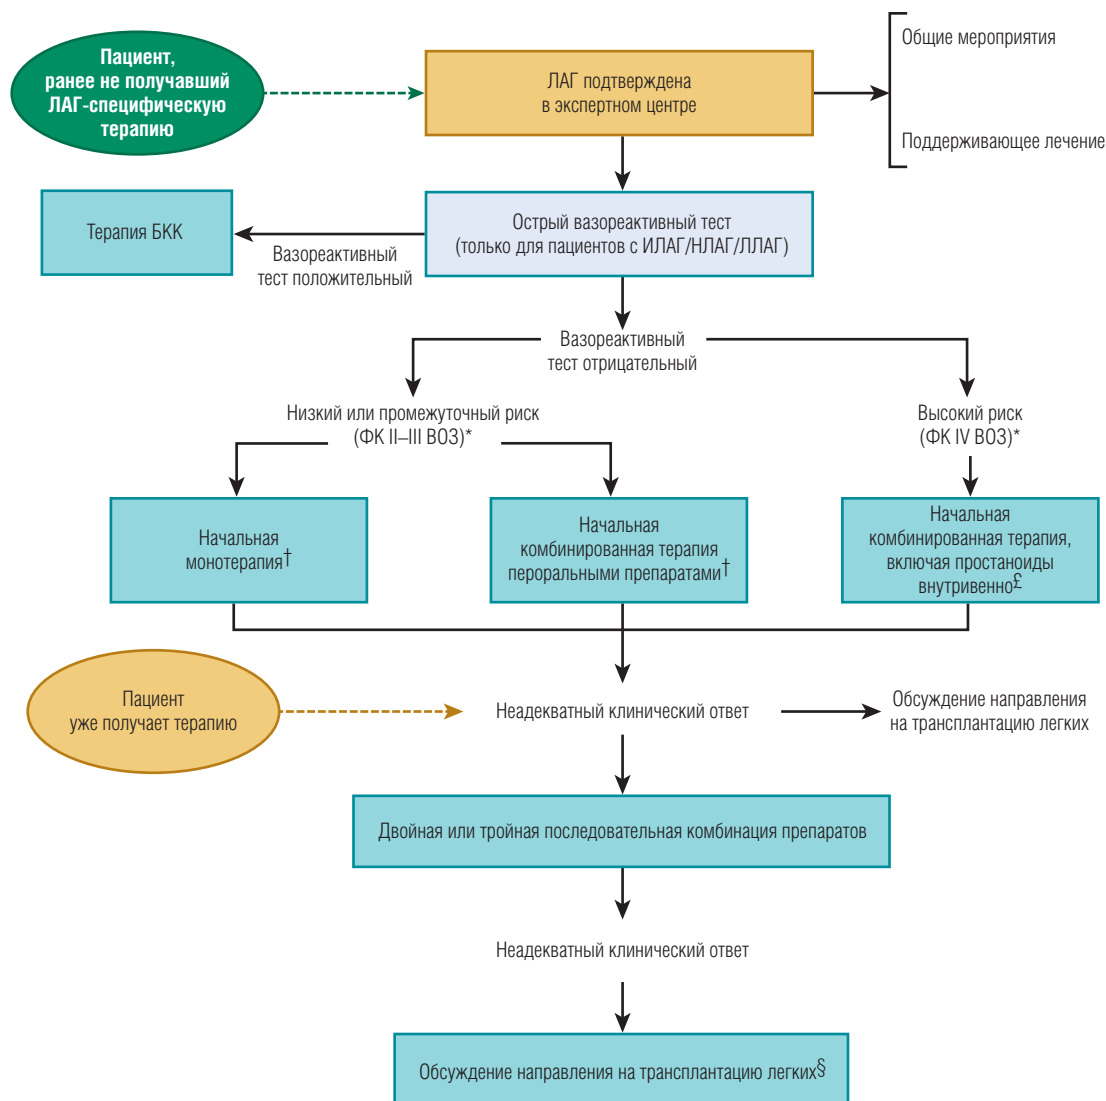 Пациент,
ранее не получавший
ЛАГ-специфическую
терапию
ЛАГ подтверждена
в экспертном центре
Общие мероприятия
Поддерживающее лечение
Терапия БКК
Вазореактивный
тест положительный
Острый вазореактивный тест
(только для пациентов с ИЛАГ/НЛАГ/ЛЛАГ)
Вазореактивный
тест отрицательный
Низкий или промежуточный риск
(ФК II–III ВОЗ)*
Высокий риск
(ФК IV ВОЗ)*
Начальная
монотерапия†
Начальная
комбинированная терапия
пероральными препаратами†
Начальная
комбинированная терапия,
включая простаноиды
внутривенно£
Пациент
уже получает терапию
Неадекватный клинический ответ
Обсуждение направления
на трансплантацию легких
Двойная или тройная последовательная комбинация препаратов
Неадекватный клинический ответ
Обсуждение направления на трансплантацию легких§